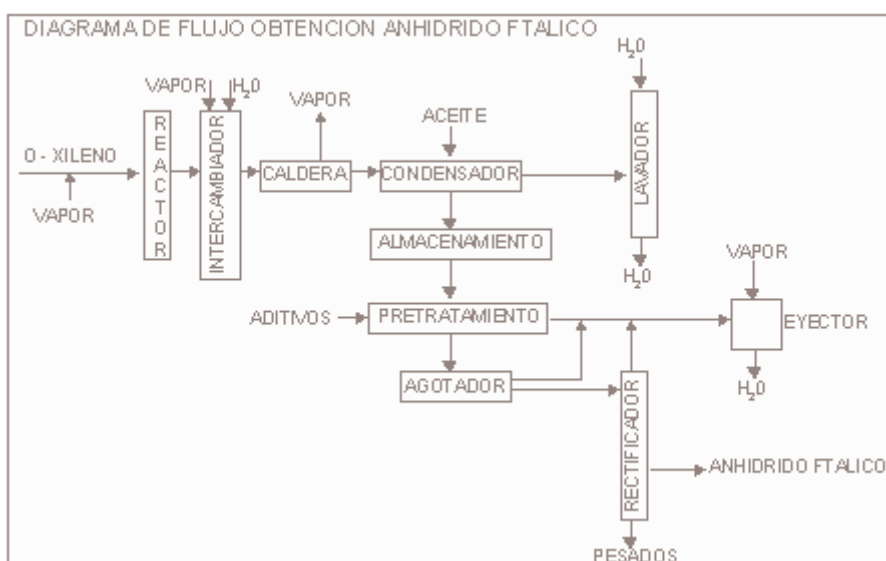 DIAGRAMA DE FLUJO OBTENCION ANHIDRIDO FTALICO
H₂O
VAPOR
H₂O
VAPOR
ACEITE
O - XILENO
VAPOR
REACTOR
INTERCAMBIADOR
CALDERA
CONDENSADOR
LAVADOR
ALMACENAMIENTO
H₂O
VAPOR
ADITIVOS
PRETRATAMIENTO
EYECTOR
AGOTADOR
H₂O
RECTIFICADOR
ANHIDRIDO FTALICO
PESADOS